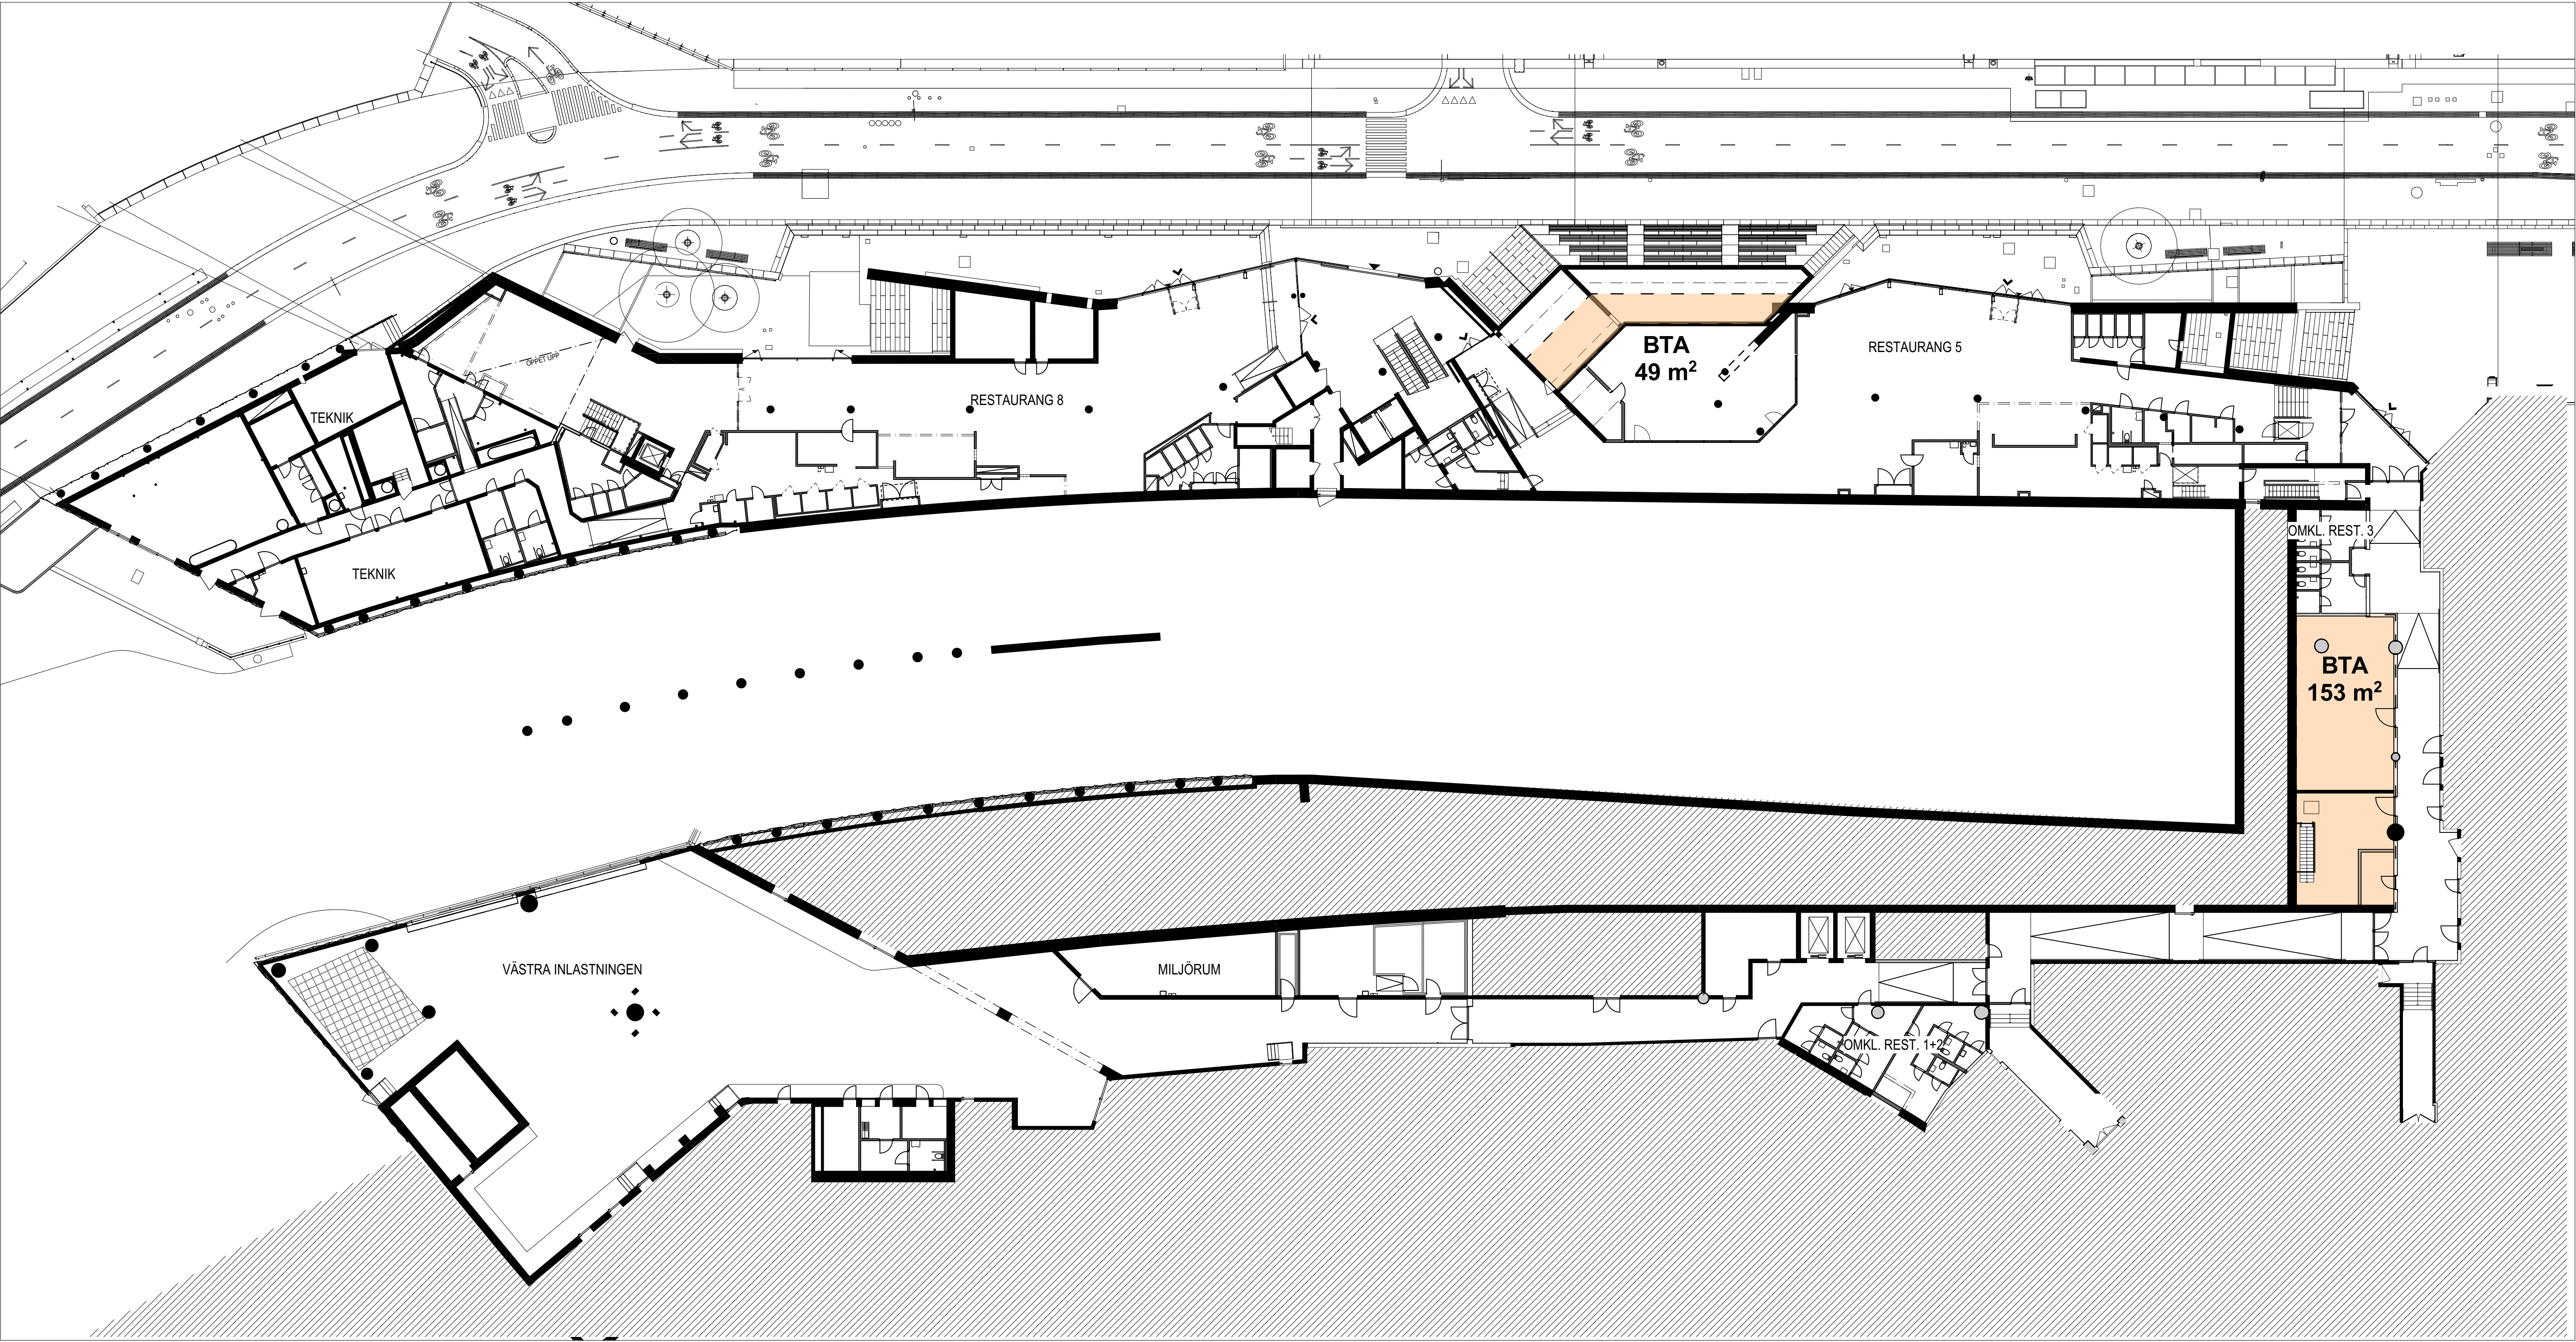 ÖPPET UPP
BTA
49 m²
RESTAURANG 5
RESTAURANG 8
TEKNIK
OMKL. REST. 3
TEKNIK
BTA
153 m²
VÄSTRA INLASTNINGEN
MILJÖRUM
OMKL. REST. 1+2